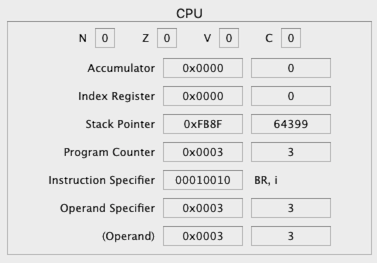 CPU
N 0 Z 0 V 0 C 0
Accumulator 0x0000 0
Index Register 0x0000 0
Stack Pointer 0xFB8F 64399
Program Counter 0x0003 3
Instruction Specifier 00010010 BR, i
Operand Specifier 0x0003 3
(Operand) 0x0003 3